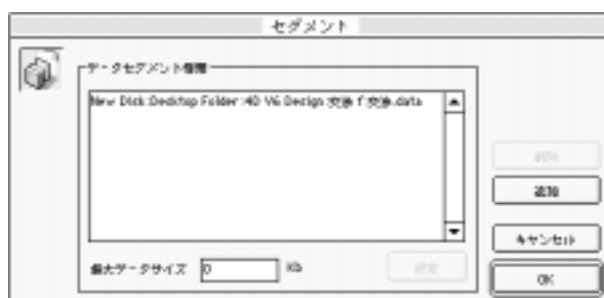 セグメント
データセグメント情報
New Disk:Desktop Folder:4D V6 Design:変換 f:変換.data
追加
最大データサイズ 0 Kb
キャンセル
OK